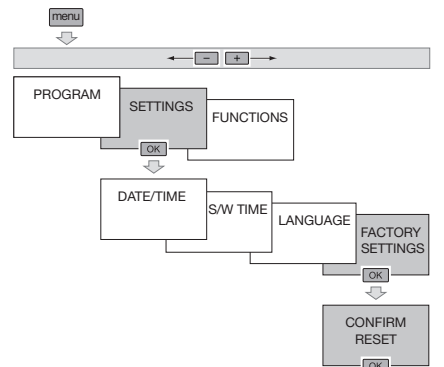 menu
− +
PROGRAM
SETTINGS
FUNCTIONS
OK
DATE/TIME
S/W TIME
LANGUAGE
FACTORY
SETTINGS
OK
CONFIRM
RESET
OK